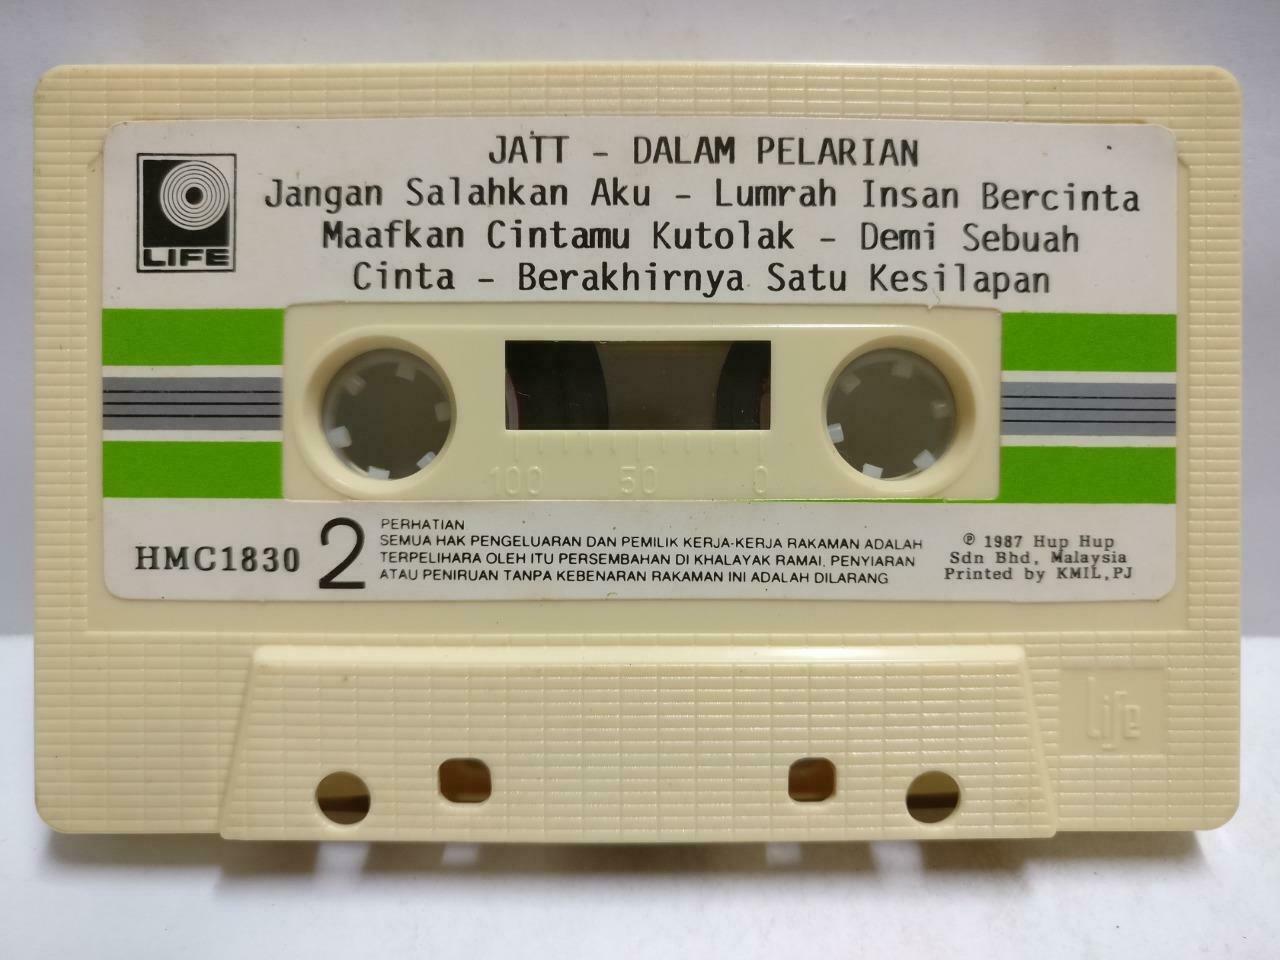 JATT - DALAM PELARIAN
Jangan Salahkan Aku - Lumrah Insan Bercinta
Maafkan Cintamu Kutolak - Demi Sebuah
Cinta - Berakhirnya Satu Kesilapan
LIFE
100 50 0
HMC1830
2
PERHATIAN
SEMUA HAK PENGELUARAN DAN PEMILIK KERJA-KERJA RAKAMAN ADALAH
TERPELIHARA OLEH ITU PERSEMBAHAN DI KHALAYAK RAMAI, PENYIARAN
ATAU PENIRUAN TANPA KEBENARAN RAKAMAN INI ADALAH DILARANG
℗ 1987 Hup Hup
Sdn Bhd, Malaysia
Printed by KMIL,PJ
Life